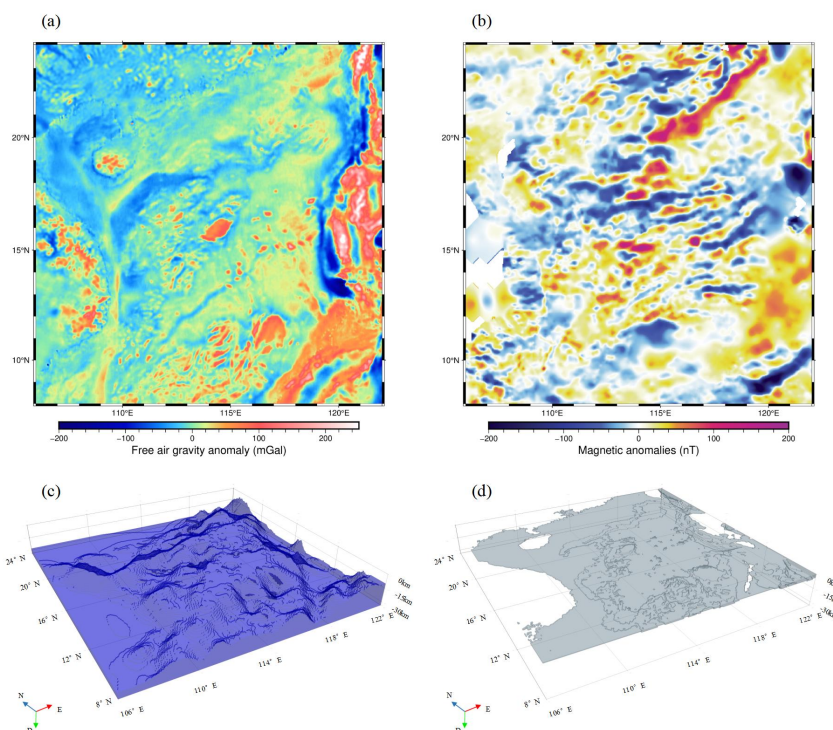 (a)
(b)
20°N
15°N
10°N
110°E 115°E 120°E
20°N
15°N
10°N
110°E 115°E 120°E
−200 −100 0 100 200
Free air gravity anomaly (mGal)
−200 −100 0 100 200
Magnetic anomalies (nT)
(c)
(d)
24° N
20° N
16° N
12° N
8° N
106° E
110° E
114° E
118° E
122° E
0km
-15km
-30km
N
E
24° N
20° N
16° N
12° N
8° N
106° E
110° E
114° E
118° E
122° E
N
E